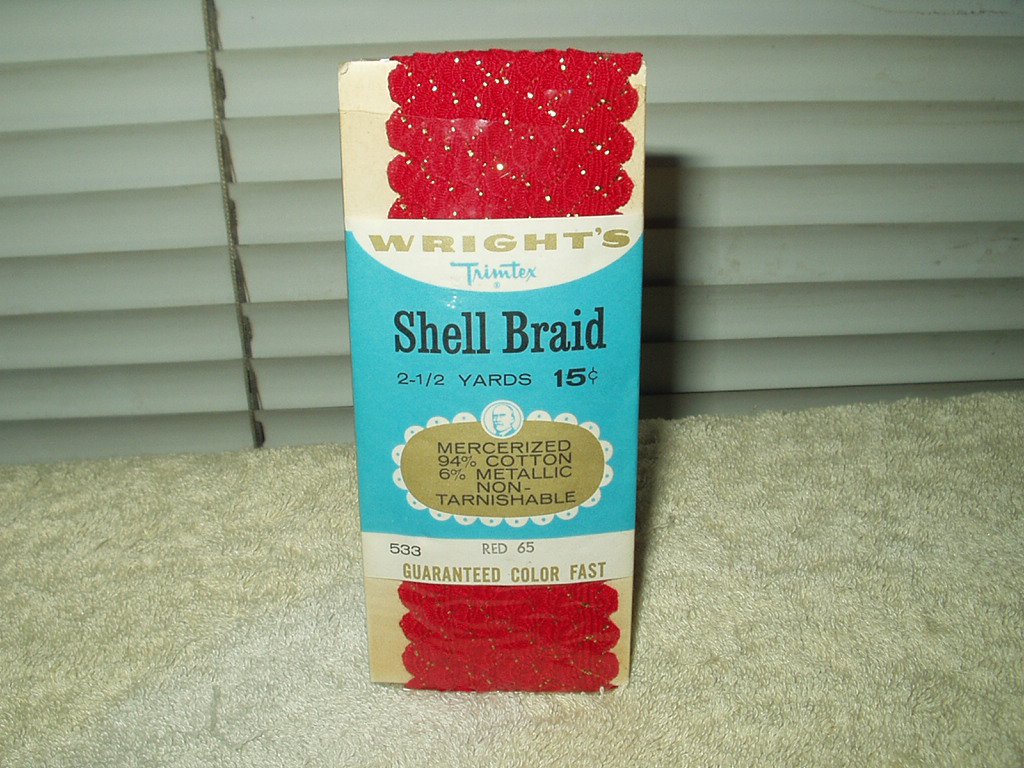 WRIGHT'S
Trimtex
®
Shell Braid
2-1/2 YARDS 15¢
MERCERIZED
94% COTTON
6% METALLIC
NON-
TARNISHABLE
533 RED 65
GUARANTEED COLOR FAST